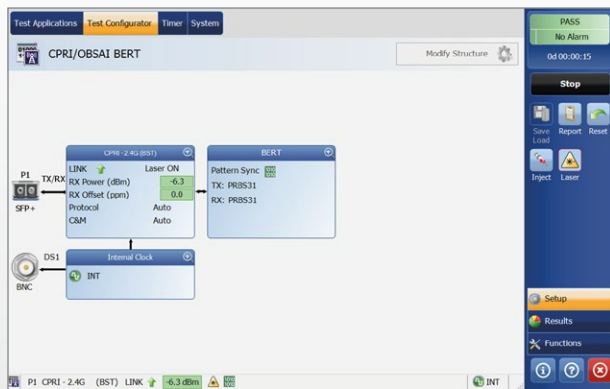 Test Applications Test Configurator Timer System
CPRI/OBSAI BERT
Modify Structure
PASS
No Alarm
0d 00:00:15
Stop
Save
Load
Report
Reset
Inject
Laser
P1
TX/RX
SFP+
CPRI - 2.4G (BST)
LINK Laser ON
RX Power (dBm) -6.3
RX Offset (ppm) 0.0
Protocol Auto
C&M Auto
BERT
Pattern Sync
TX: PRBS31
RX: PRBS31
DS1
BNC
Internal Clock
INT
Setup
Results
Functions
P1 CPRI - 2.4G (BST) LINK -6.3 dBm INT